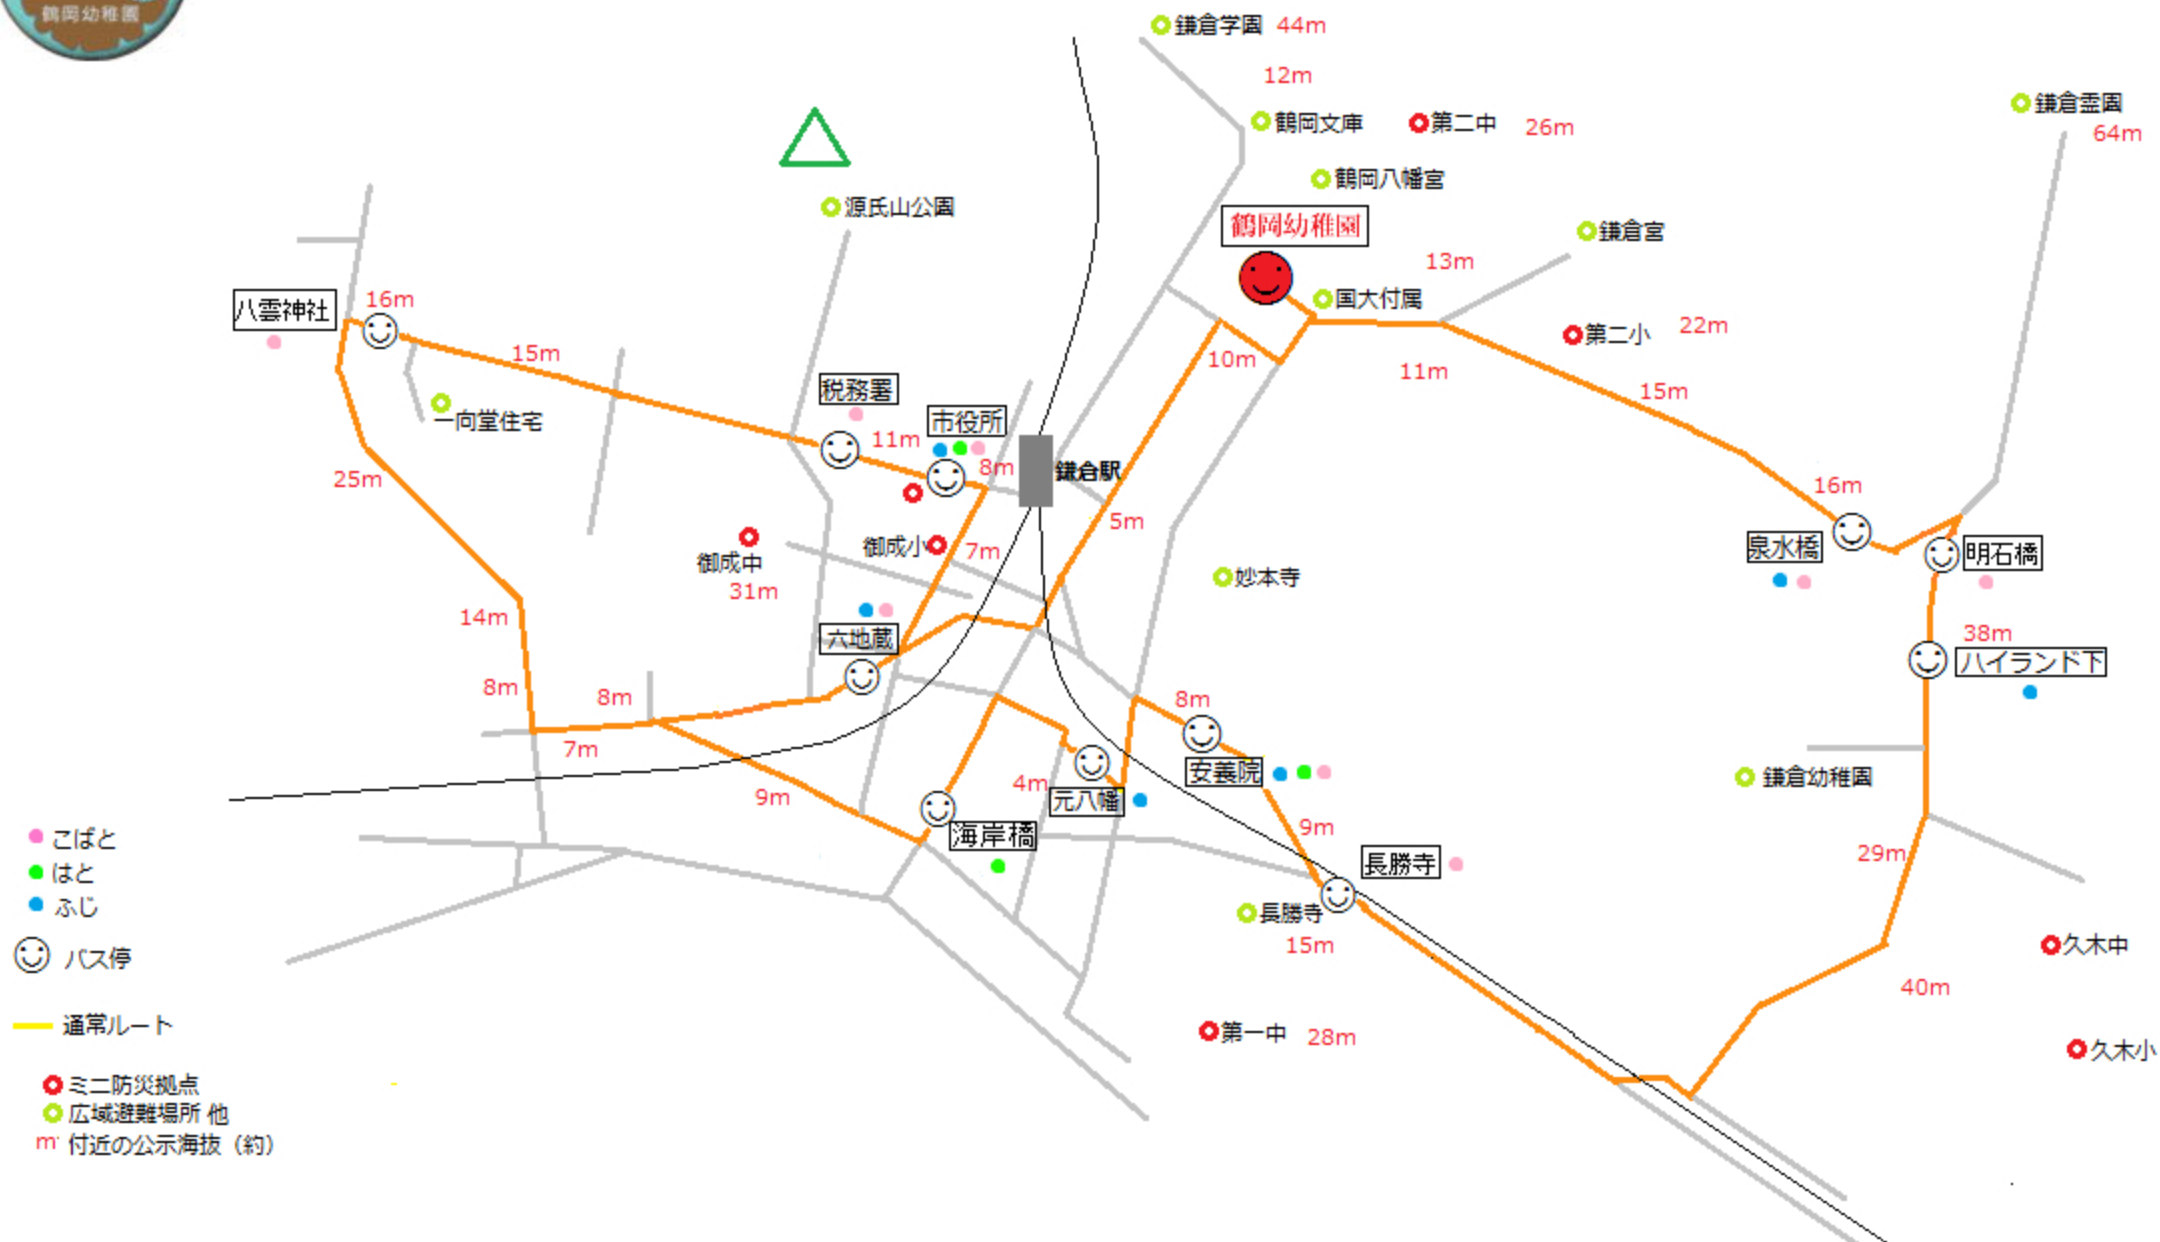 鶴岡幼稚園
鎌倉学園 44m
12m
鶴岡文庫
第二中 26m
鎌倉霊園
64m
鶴岡八幡宮
源氏山公園
鶴岡幼稚園
鎌倉宮
13m
国大付属
八雲神社
16m
第二小 22m
15m
10m
11m
15m
税務署
一向堂住宅
市役所
11m
8m
鎌倉駅
25m
16m
5m
泉水橋
明石橋
御成中
31m
御成小
7m
妙本寺
14m
六地蔵
38m
ハイランド下
8m
8m
8m
7m
安養院
鎌倉幼稚園
9m
4m
元八幡
海岸橋
9m
こばと
はと
ふじ
長勝寺
29m
長勝寺
15m
バス停
久木中
40m
通常ルート
第一中 28m
久木小
ミニ防災拠点
広域避難場所 他
m 付近の公示海抜（約）